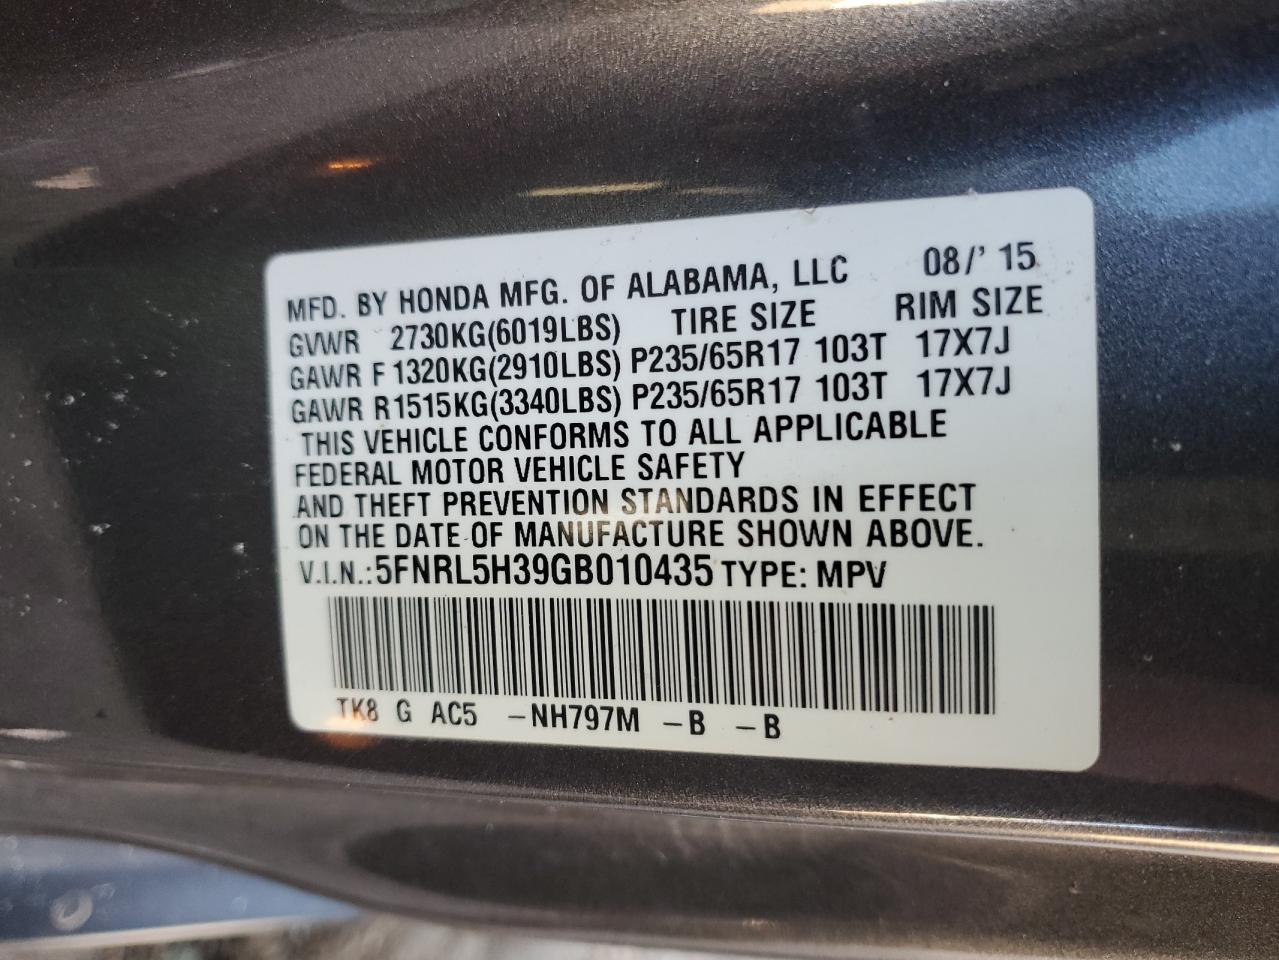 MFD. BY HONDA MFG. OF ALABAMA, LLC 08/' 15
GVWR 2730KG(6019LBS) TIRE SIZE RIM SIZE
GAWR F 1320KG(2910LBS) P235/65R17 103T 17X7J
GAWR R1515KG(3340LBS) P235/65R17 103T 17X7J
THIS VEHICLE CONFORMS TO ALL APPLICABLE
FEDERAL MOTOR VEHICLE SAFETY
AND THEFT PREVENTION STANDARDS IN EFFECT
ON THE DATE OF MANUFACTURE SHOWN ABOVE.
V.I.N.:5FNRL5H39GB010435 TYPE: MPV
TK8 G AC5 -NH797M -B -B